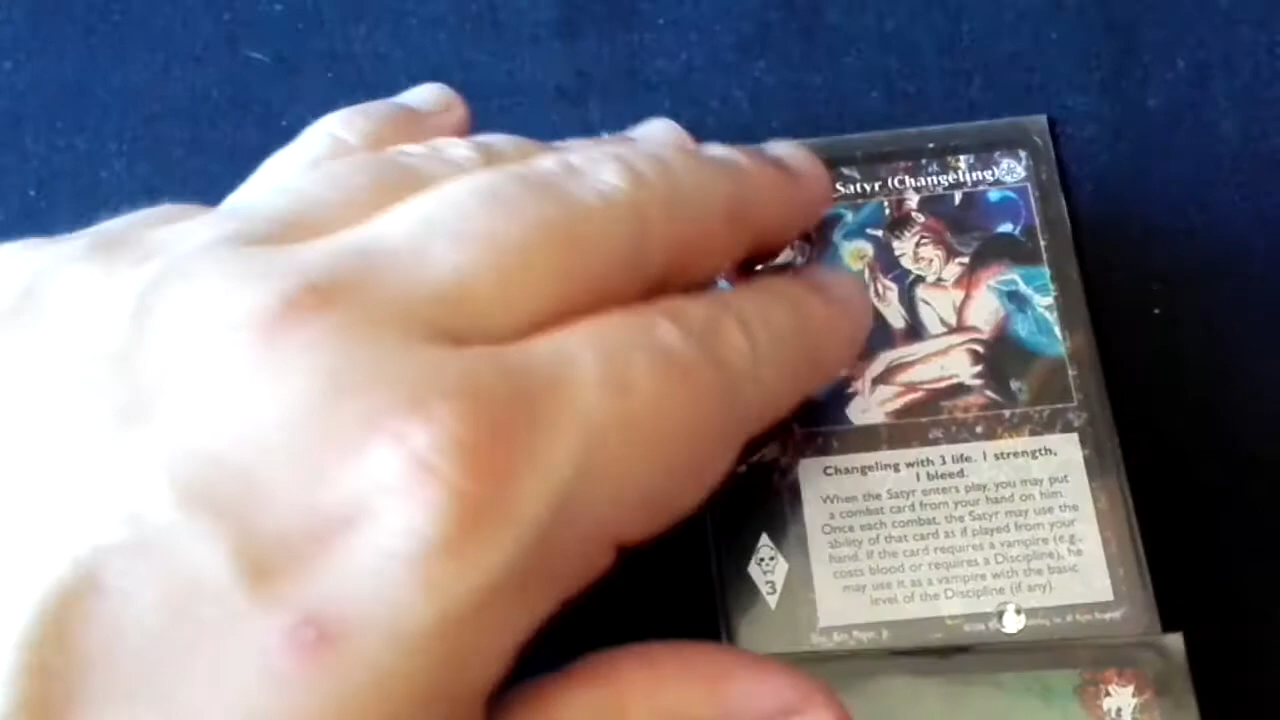 Satyr (Changeling)
Changeling with 3 life. 1 strength,
1 bleed.
When the Satyr enters play, you may put
a combat card from your hand on him.
Once each combat, the Satyr may use the
ability of that card as if played from your
hand. If the card requires a vampire (e.g.,
costs blood or requires a Discipline), he
may use it as a vampire with the basic
level of the Discipline (if any).
3